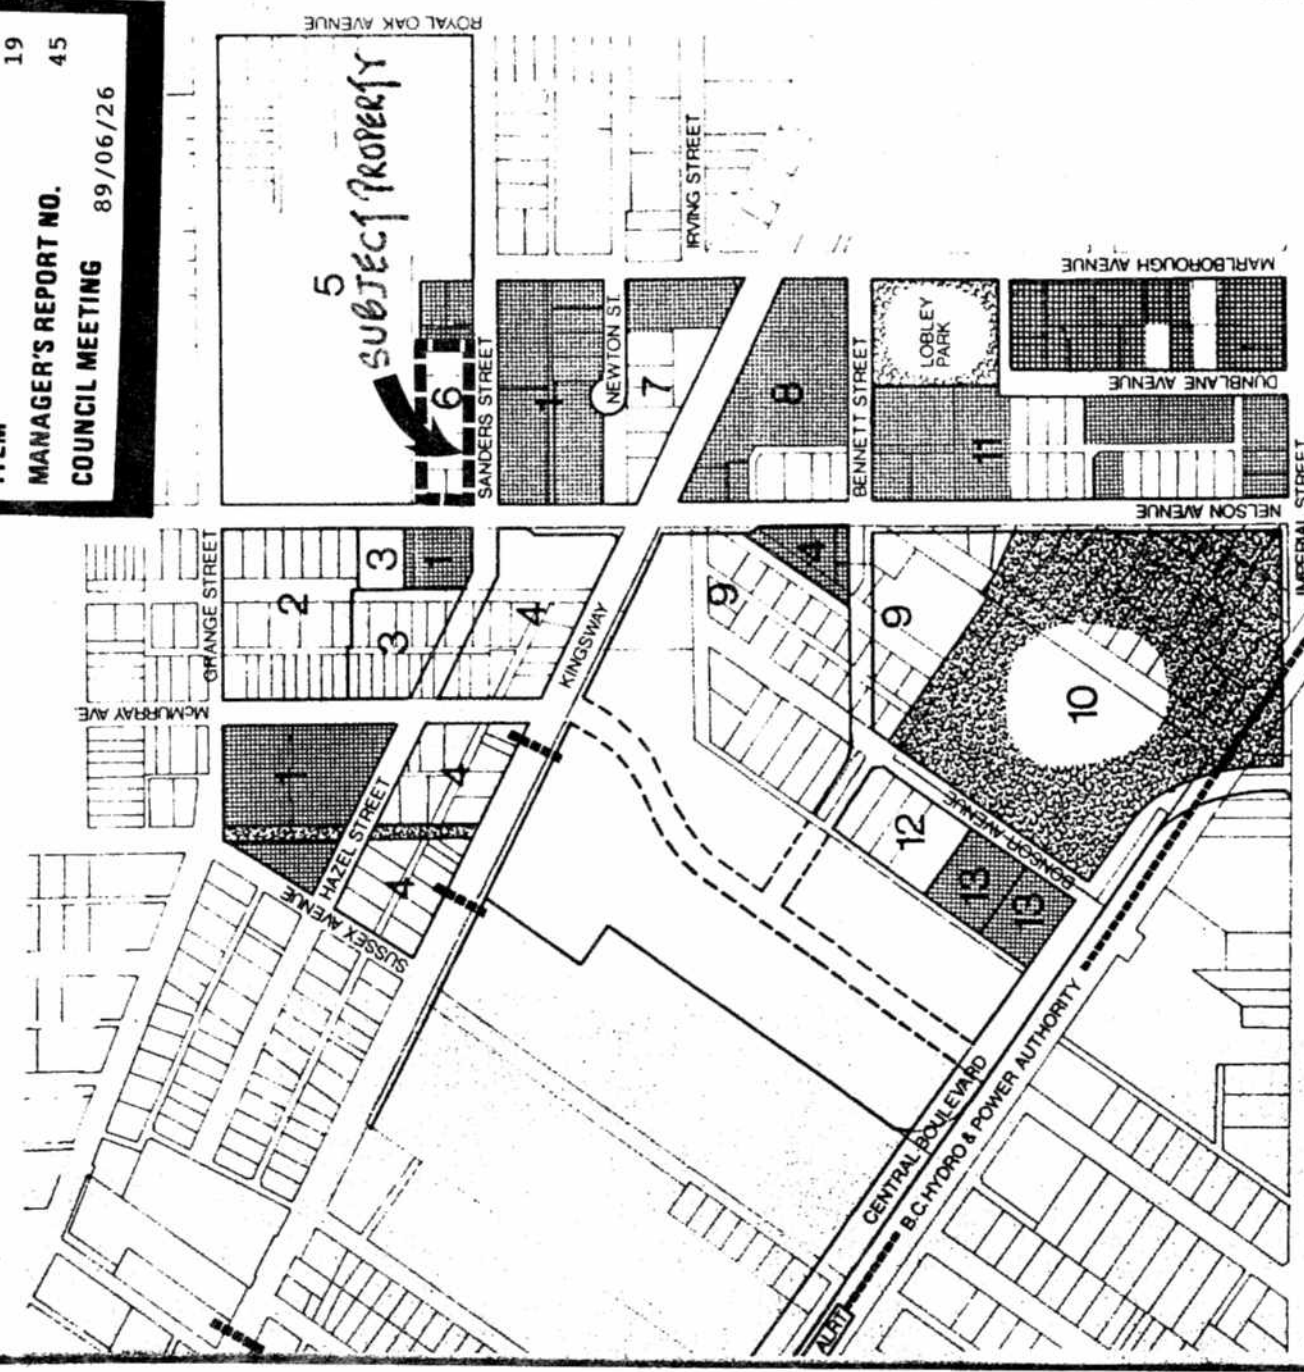 ITEM 19
MANAGER'S REPORT NO. 45
COUNCIL MEETING 89/06/26
ROYAL OAK AVENUE
5
SUBJECT PROPERTY
6
SANDERS STREET
IRVING STREET
NEWTON ST.
1
7
MARLBOROUGH AVENUE
LOBLEY
PARK
DUNBLANE AVENUE
8
BENNETT STREET
11
NELSON AVENUE
IMPERIAL STREET
GRANGE STREET
2
3
1
3
4
KINGSWAY
McMURRAY AVE
1
HAZEL STREET
4
4
SUSSEX AVENUE
9
4
9
10
BONSOR AVENUE
12
13
13
CENTRAL BOULEVARD
B.C. HYDRO & POWER AUTHORITY
ALRT